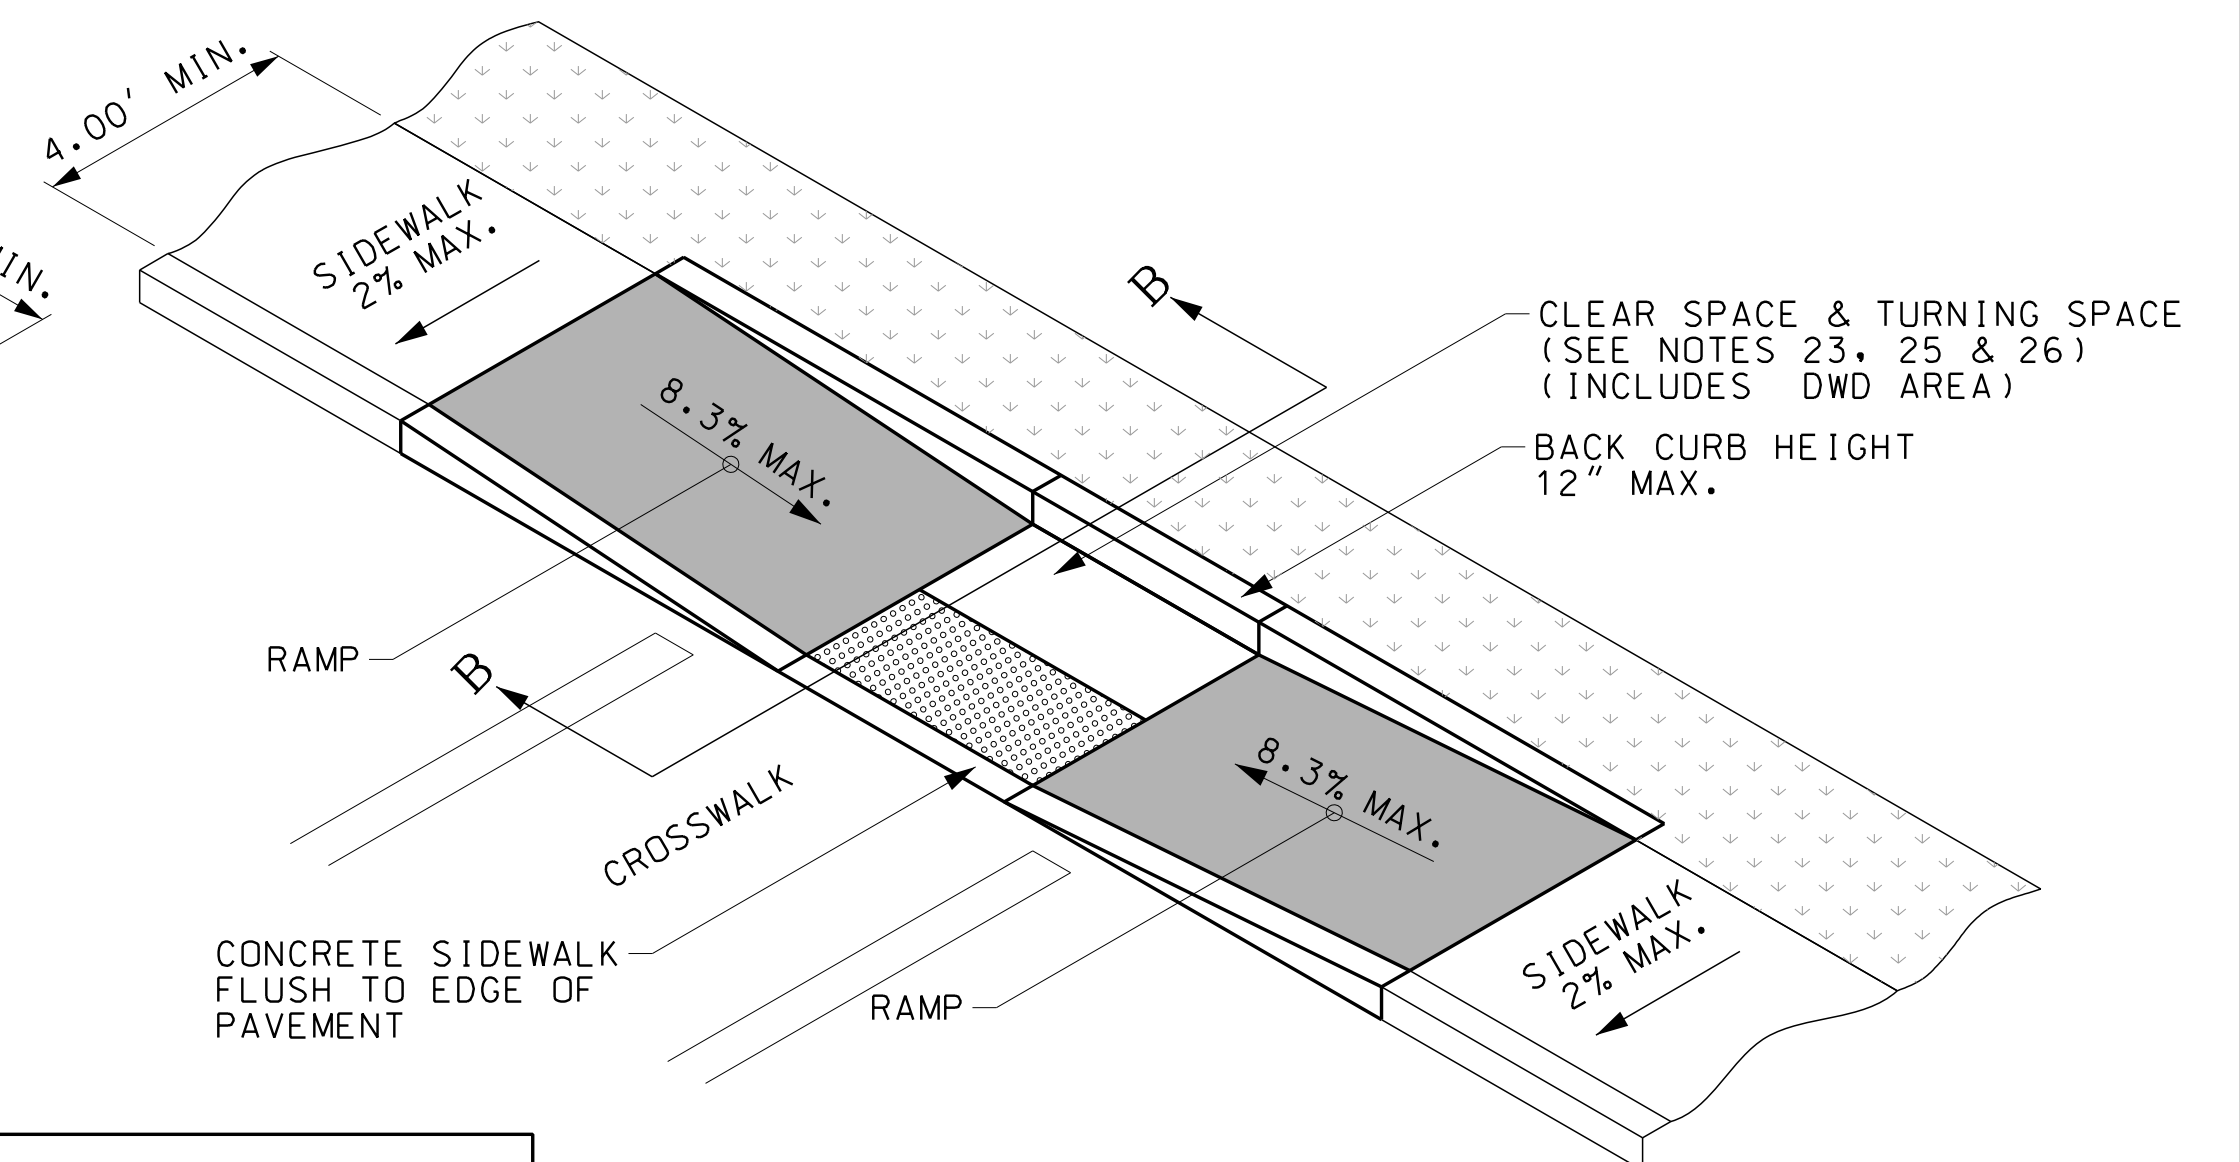 4.00' MIN.
IN.
SIDEWALK
2% MAX.
8.3% MAX.
B
CLEAR SPACE & TURNING SPACE
(SEE NOTES 23, 25 & 26)
(INCLUDES DWD AREA)
BACK CURB HEIGHT
12" MAX.
RAMP
B
CROSSWALK
8.3% MAX.
CONCRETE SIDEWALK
FLUSH TO EDGE OF
PAVEMENT
RAMP
SIDEWALK
2% MAX.